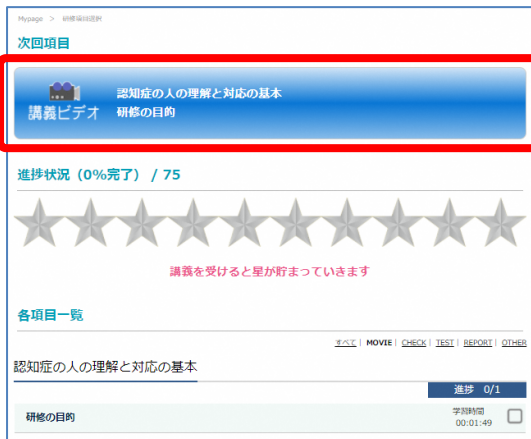 Mypage > 研修項目選択
次回項目
講義ビデオ
認知症の人の理解と対応の基本
研修の目的
進捗状況（0%完了）/ 75
講義を受けると星が貯まっていきます
各項目一覧
すべて | MOVIE | CHECK | TEST | REPORT | OTHER
認知症の人の理解と対応の基本
進捗 0/1
研修の目的
学習時間
00:01:49